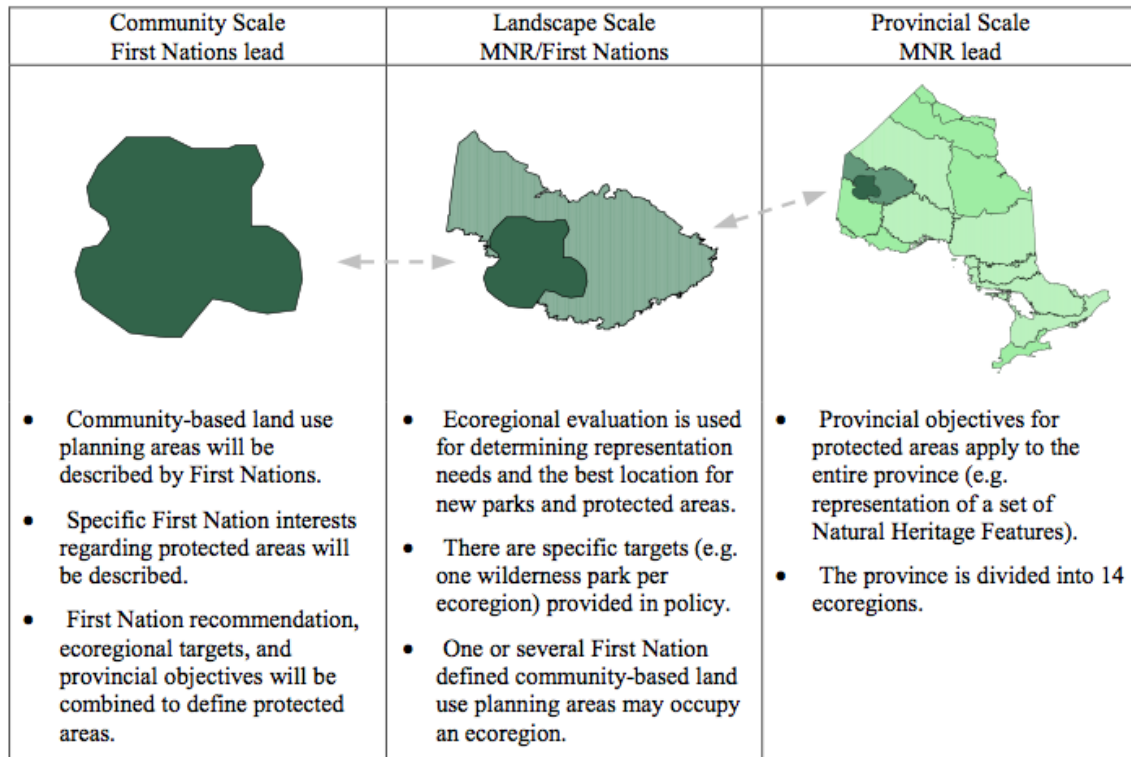 Community Scale
First Nations lead
Landscape Scale
MNR/First Nations
Provincial Scale
MNR lead
• Community-based land use
planning areas will be
described by First Nations.
• Specific First Nation interests
regarding protected areas will
be described.
• First Nation recommendation,
ecoregional targets, and
provincial objectives will be
combined to define protected
areas.
• Ecoregional evaluation is used
for determining representation
needs and the best location for
new parks and protected areas.
• There are specific targets (e.g.
one wilderness park per
ecoregion) provided in policy.
• One or several First Nation
defined community-based land
use planning areas may occupy
an ecoregion.
• Provincial objectives for
protected areas apply to the
entire province (e.g.
representation of a set of
Natural Heritage Features).
• The province is divided into 14
ecoregions.